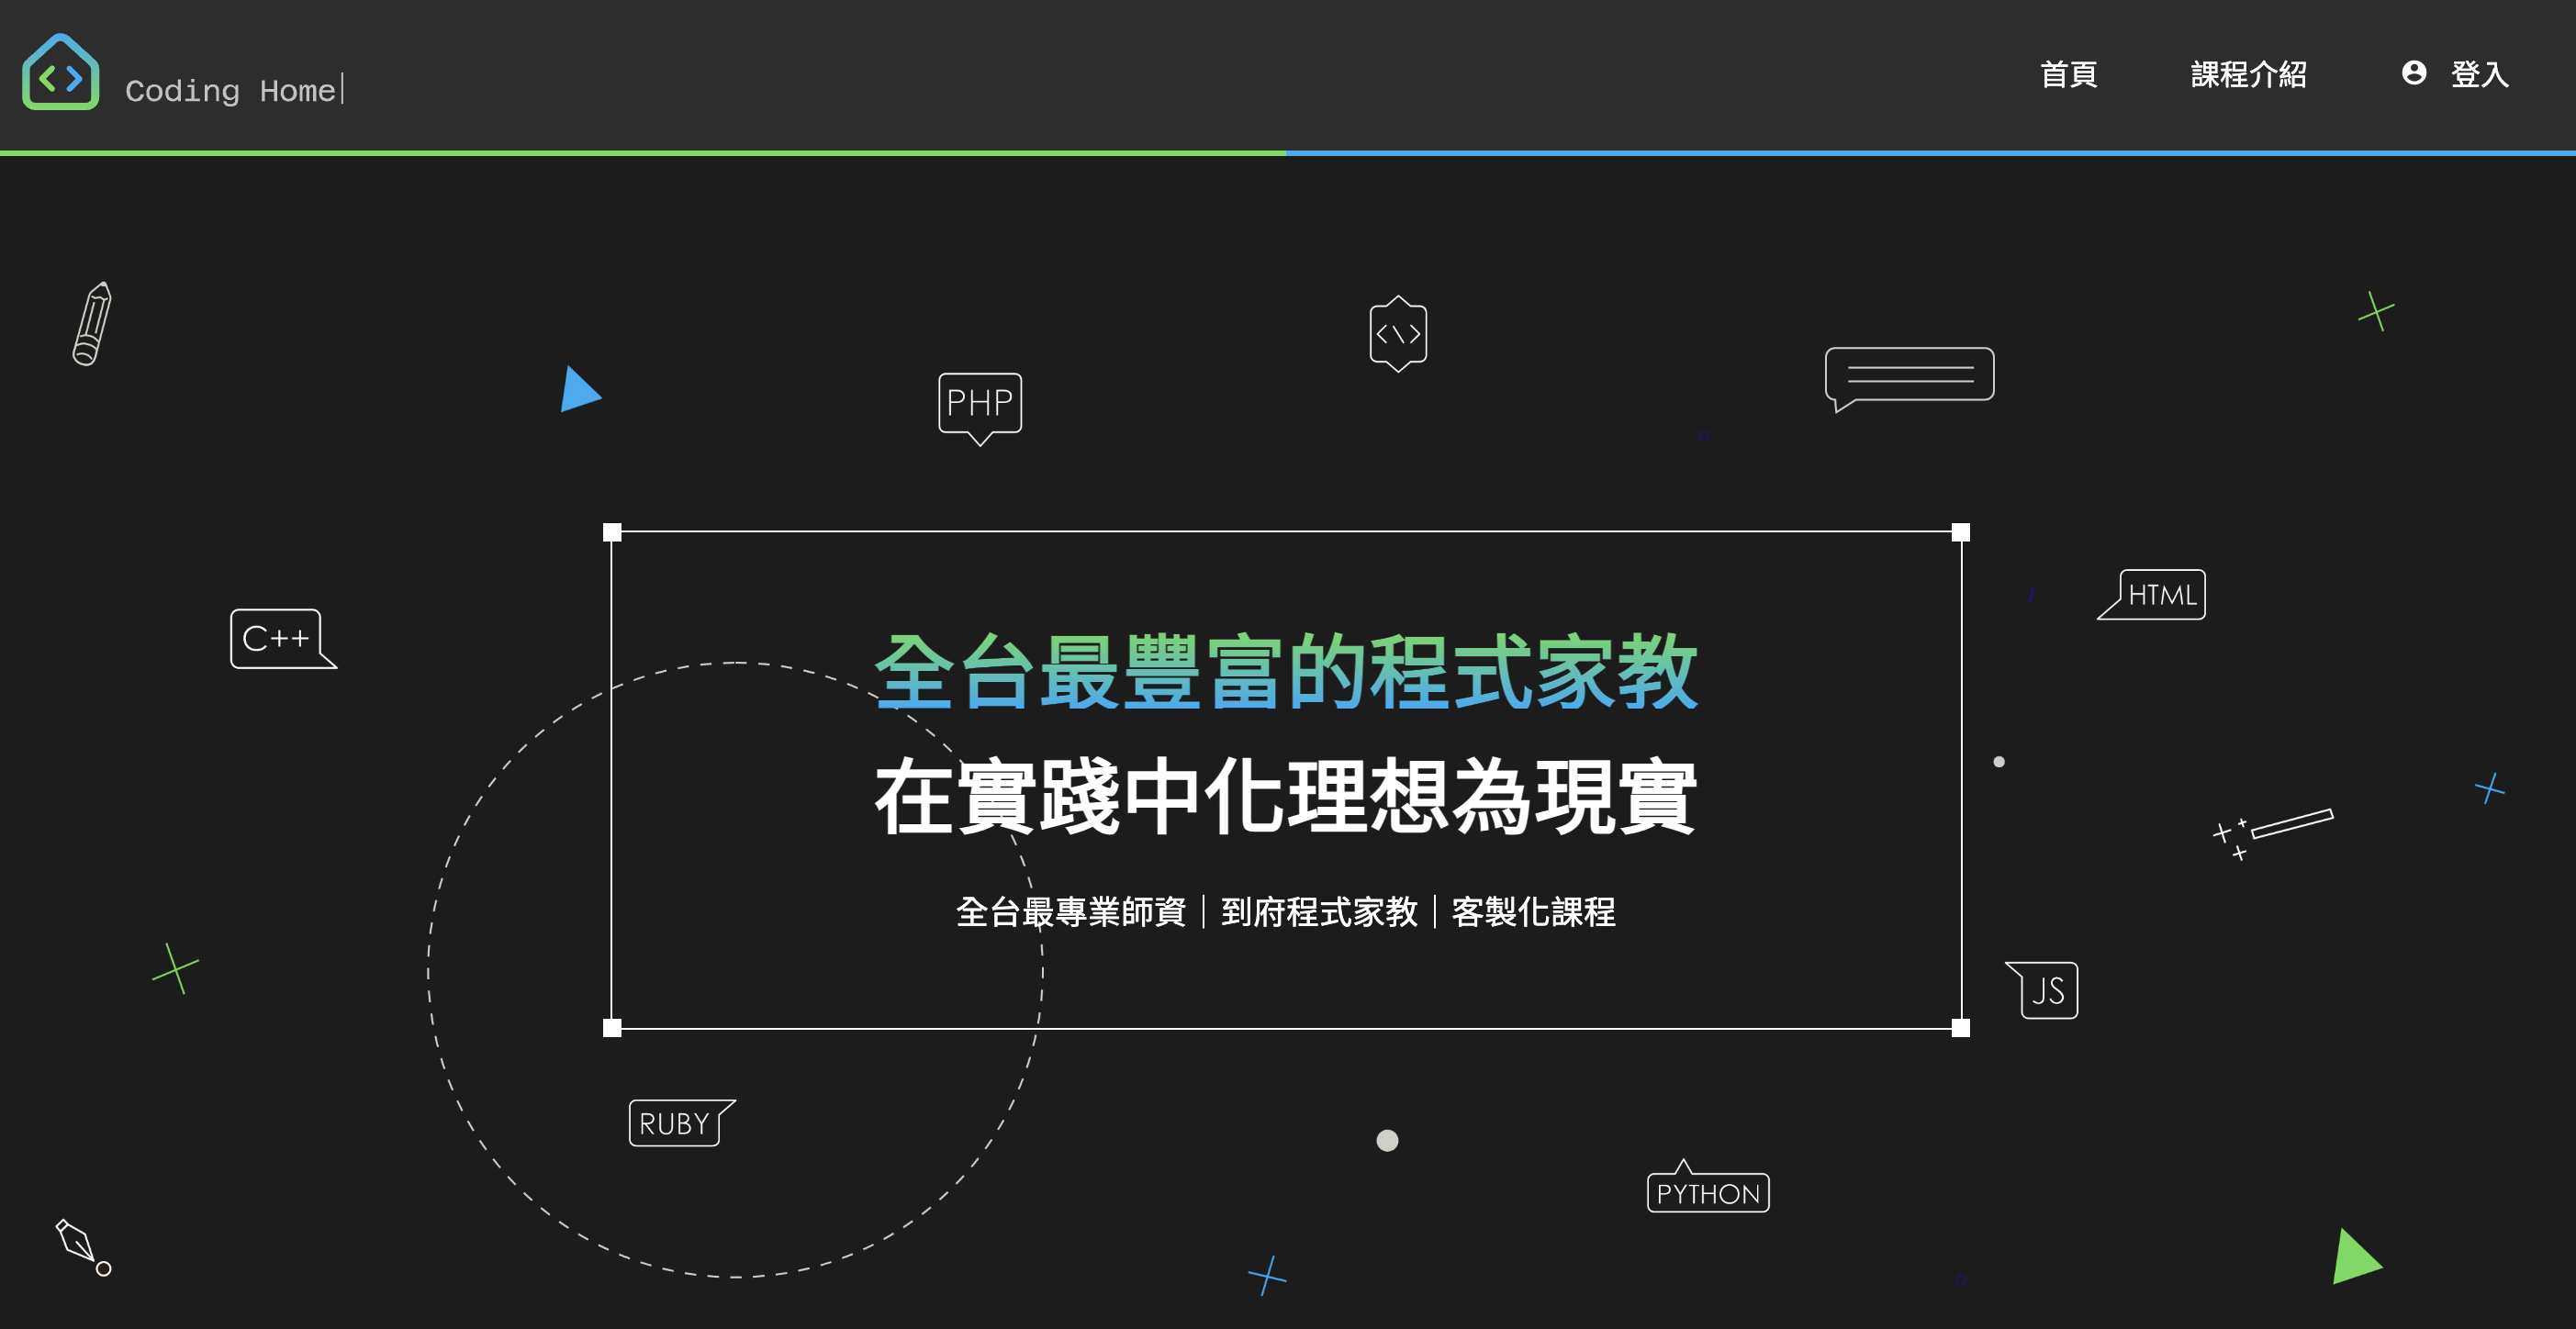 Coding Home
首頁
課程介紹
登入
PHP
<\>
C++
HTML
全台最豐富的程式家教
在實踐中化理想為現實
全台最專業師資｜到府程式家教｜客製化課程
JS
RUBY
PYTHON